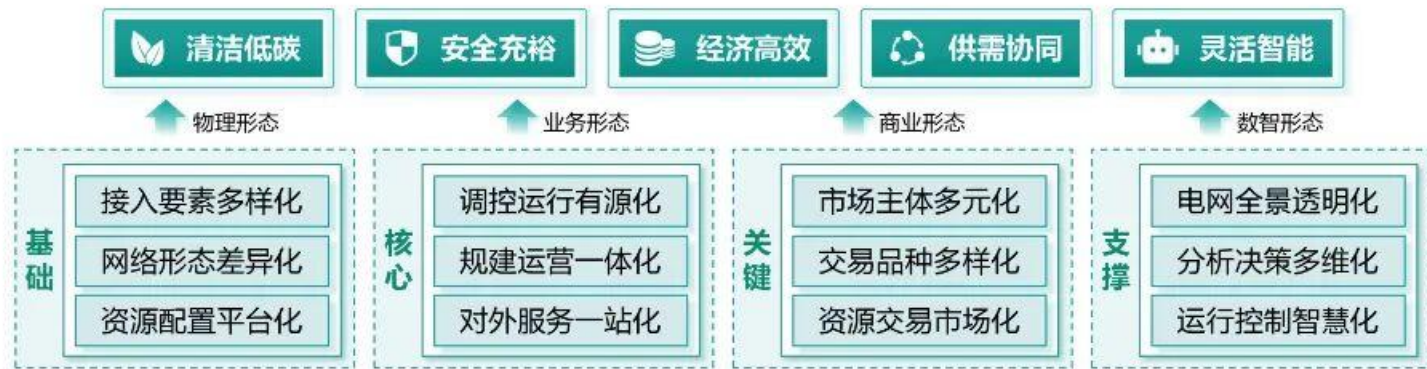 清洁低碳 安全充裕 经济高效 供需协同 灵活智能
物理形态 业务形态 商业形态 数智形态
基础
接入要素多样化
网络形态差异化
资源配置平台化
核心
调控运行有源化
规建运营一体化
对外服务一站化
关键
市场主体多元化
交易品种多样化
资源交易市场化
支撑
电网全景透明化
分析决策多维化
运行控制智慧化